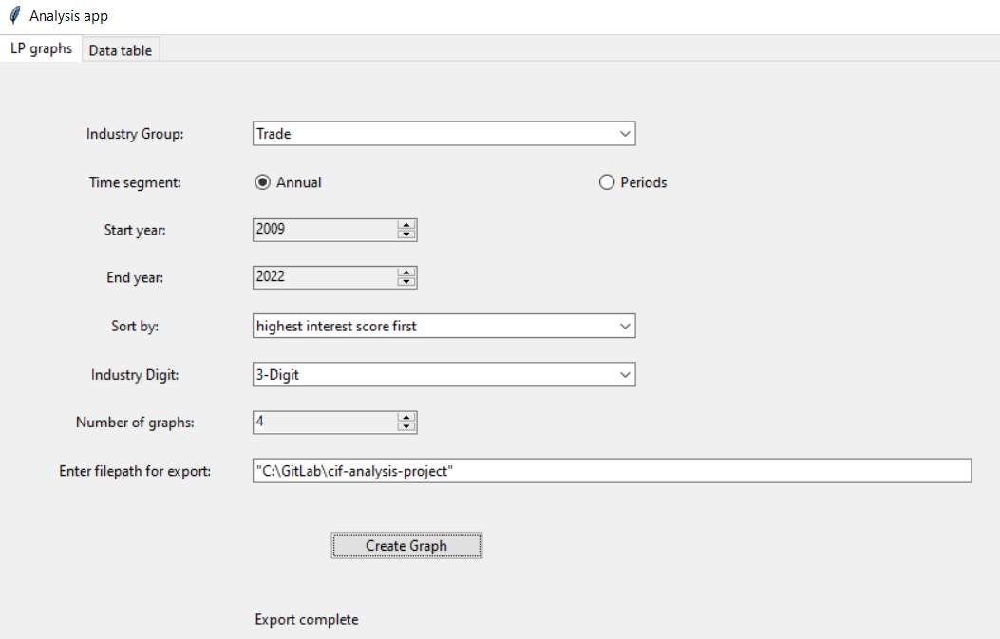 Analysis app
LP graphs Data table
Industry Group: Trade
Time segment: Annual Periods
Start year: 2009
End year: 2022
Sort by: highest interest score first
Industry Digit: 3-Digit
Number of graphs: 4
Enter filepath for export: "C:\GitLab\cif-analysis-project"
Create Graph
Export complete